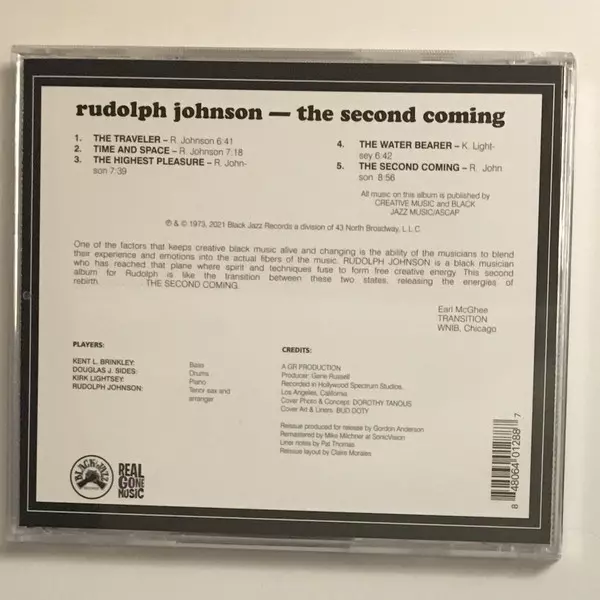 rudolph johnson — the second coming
1. THE TRAVELER – R. Johnson 6:41
2. TIME AND SPACE – R. Johnson 7:18
3. THE HIGHEST PLEASURE – R. John-
son 7:39
4. THE WATER BEARER – K. Light-
sey 6:42
5. THE SECOND COMING – R. John
son 8:56
All music on this album is published by
CREATIVE MUSIC and BLACK
JAZZ MUSIC/ASCAP
℗ & © 1973, 2021 Black Jazz Records a division of 43 North Broadway, L.L.C.
One of the factors that keeps creative black music alive and changing is the ability of the musicians to blend
their experience and emotions into the actual fibers of the music. RUDOLPH JOHNSON is a black musician
who has reached that plane where spirit and techniques fuse to form free creative energy This second
album for Rudolph is like the transition between these two states, releasing the energies of
rebirth. THE SECOND COMING.
Earl McGhee
TRANSITION
WNIB, Chicago
PLAYERS:
KENT L. BRINKLEY: Bass
DOUGLAS J. SIDES: Drums
KIRK LIGHTSEY: Piano
RUDOLPH JOHNSON: Tenor sax and
arranger
CREDITS:
A GR PRODUCTION
Producer: Gene Russell
Recorded in Hollywood Spectrum Studios,
Los Angeles, California
Cover Photo & Concept: DOROTHY TANOUS
Cover Art & Liners: BUD DOTY
Reissue produced for release by Gordon Anderson
Remastered by Mike Milchner at SonicVision
Liner notes by Pat Thomas
Reissue layout by Claire Morales
BLACK JAZZ
REAL
GONE
MUSIC
8 48064 01288 7